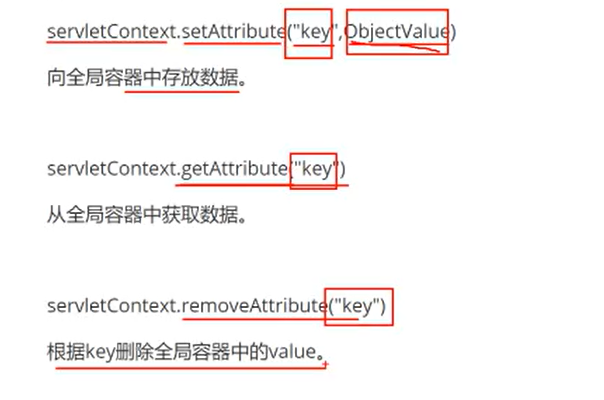 servletContext.setAttribute("key",ObjectValue)
向全局容器中存放数据。
servletContext.getAttribute("key")
从全局容器中获取数据。
servletContext.removeAttribute("key")
根据key删除全局容器中的value。